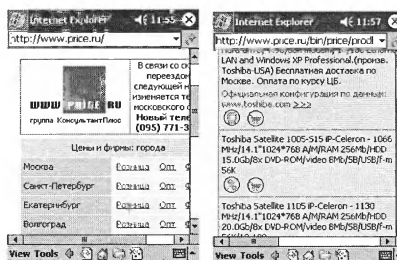 Internet Explorer 11:55
http://www.price.ru/
WWW PRICE RU
группа КонсультантПлюс
В связи со
переездом
следующей н
изменяется те
московского
Новый теле
(095) 771-3
Цены и фирмы: города
Москва Розница Опт
Санкт-Петербург Розница Опт
Екатеринбург Розница Опт
Волгоград Розница Опт
View Tools
Internet Explorer 11:57
http://www.price.ru/bin/price/prodl
LAN and Windows XP Professional.(произв.
Toshiba-USA) Бесплатная доставка по
Москве. Оплата по курсу ЦБ.
Официальная конфигурация по данным:
www.toshiba.com >>>
Toshiba Satellite 1005-S15 iP-Celeron - 1066
MHz/14.1"1024*768 A/M/SDRAM 256Mb/HDD
15.0Gb/8x DVD-ROM/video 8Mb/SB/USB/f-m
56K
Toshiba Satellite 1105 iP-Celeron - 1130
MHz/14.1"1024*768 A/M/SDRAM 256Mb/HDD
20.0Gb/8x DVD-ROM/video 8Mb/SB/USB/f-m
View Tools